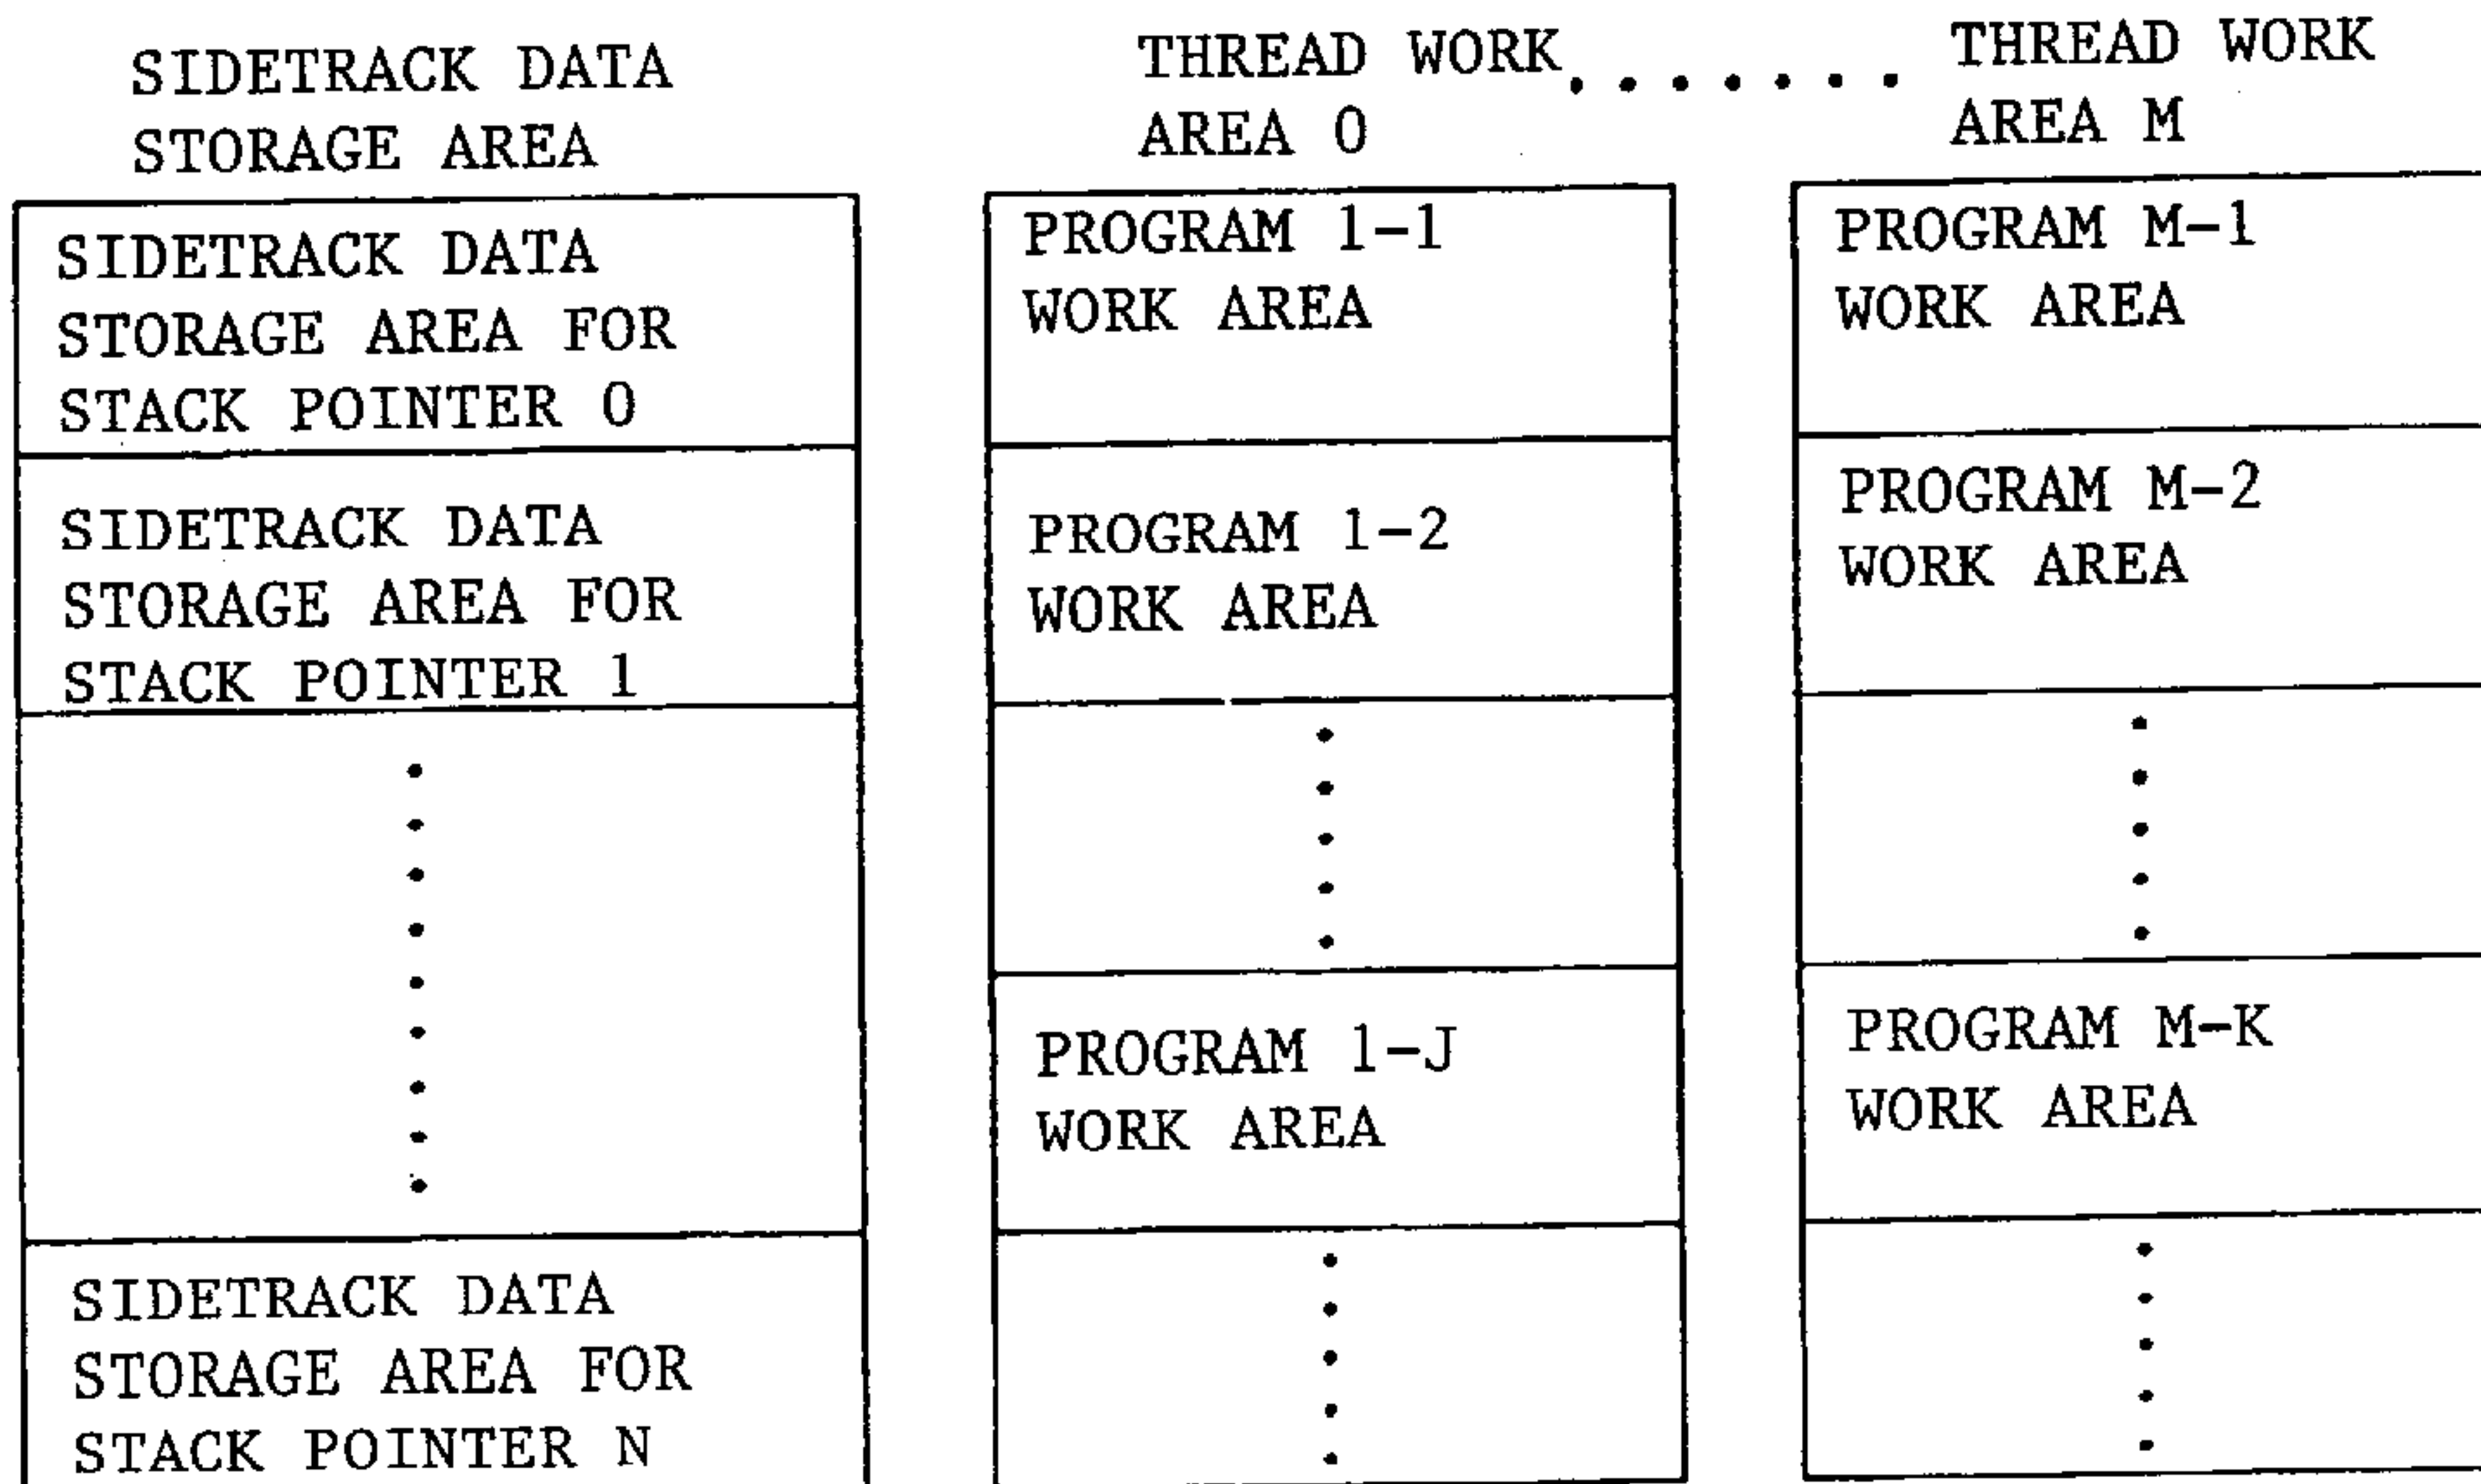 SIDETRACK DATA
STORAGE AREA
SIDETRACK DATA
STORAGE AREA FOR
STACK POINTER 0
SIDETRACK DATA
STORAGE AREA FOR
STACK POINTER 1
SIDETRACK DATA
STORAGE AREA FOR
STACK POINTER N
THREAD WORK.......
AREA 0
PROGRAM 1-1
WORK AREA
PROGRAM 1-2
WORK AREA
PROGRAM 1-J
WORK AREA
THREAD WORK
AREA M
PROGRAM M-1
WORK AREA
PROGRAM M-2
WORK AREA
PROGRAM M-K
WORK AREA